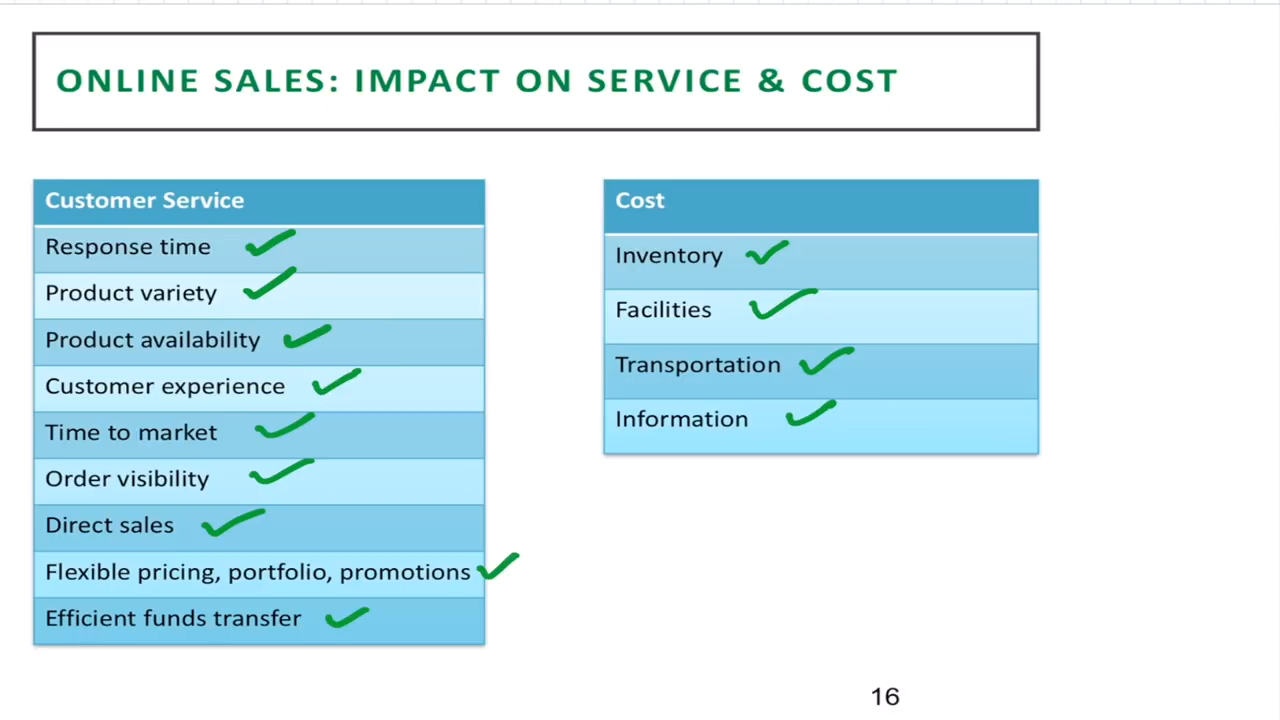 ONLINE SALES: IMPACT ON SERVICE & COST
Customer Service
Response time
Product variety
Product availability
Customer experience
Time to market
Order visibility
Direct sales
Flexible pricing, portfolio, promotions
Efficient funds transfer
Cost
Inventory
Facilities
Transportation
Information
16